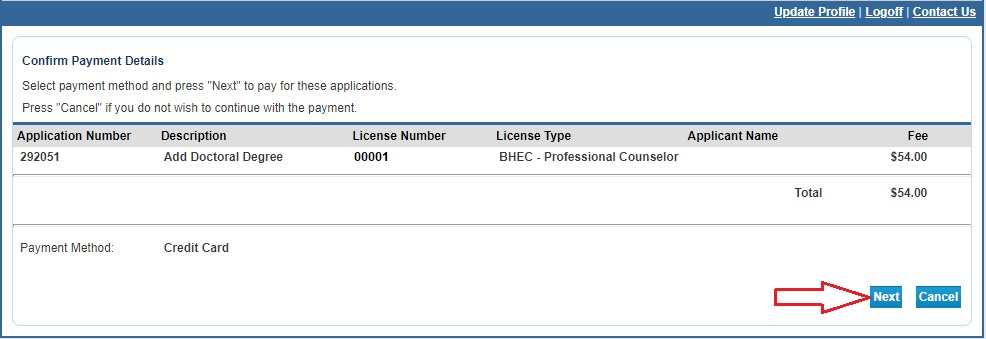 Update Profile | Logoff | Contact Us
Confirm Payment Details
Select payment method and press "Next" to pay for these applications.
Press "Cancel" if you do not wish to continue with the payment.
Application Number Description License Number License Type Applicant Name Fee
292051 Add Doctoral Degree 00001 BHEC - Professional Counselor $54.00
Total $54.00
Payment Method: Credit Card
Next Cancel